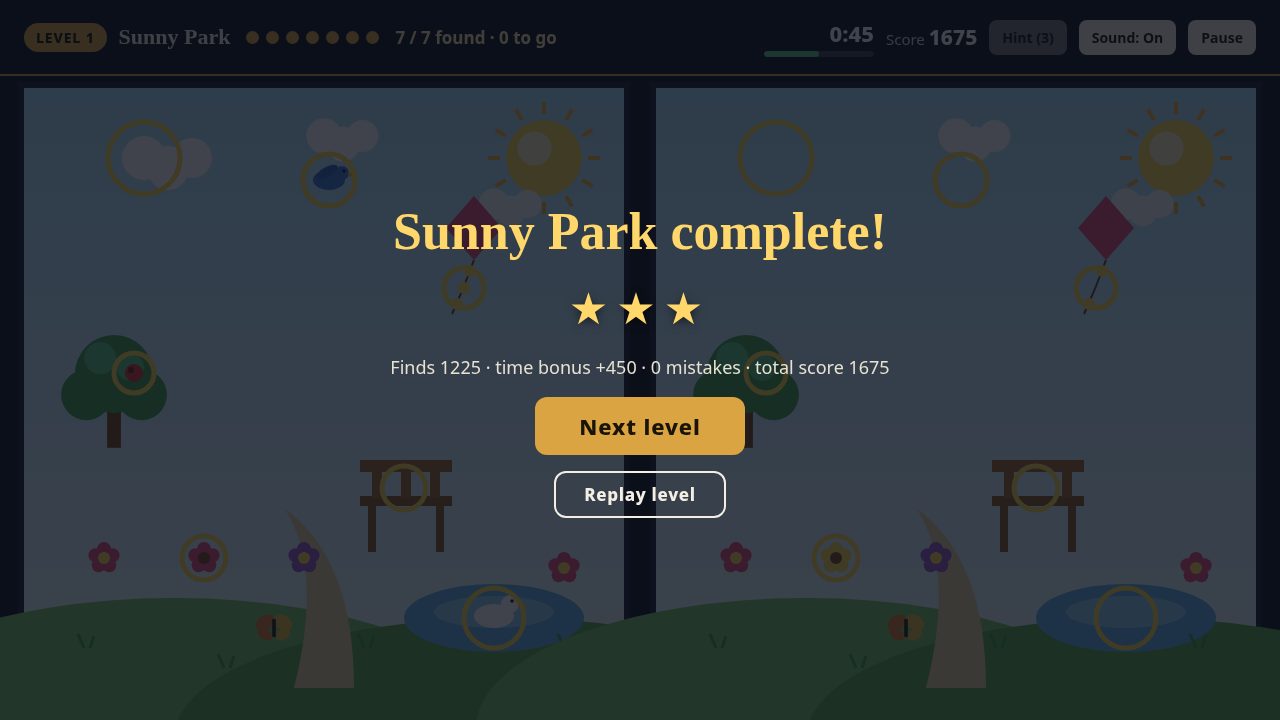 LEVEL 1 Sunny Park 7 / 7 found · 0 to go 0:45 Score 1675 Hint (3) Sound: On Pause
Sunny Park complete!
★ ★ ★
Finds 1225 · time bonus +450 · 0 mistakes · total score 1675
Next level
Replay level